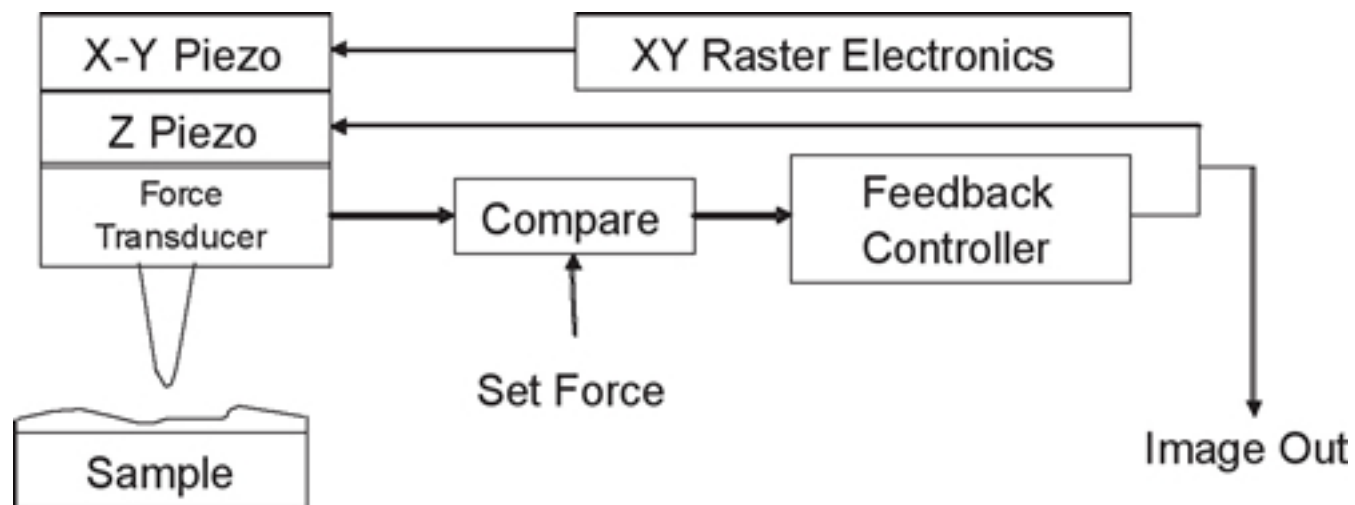 X-Y Piezo
XY Raster Electronics
Z Piezo
Force
Transducer
Compare
Feedback
Controller
Set Force
Sample
Image Out